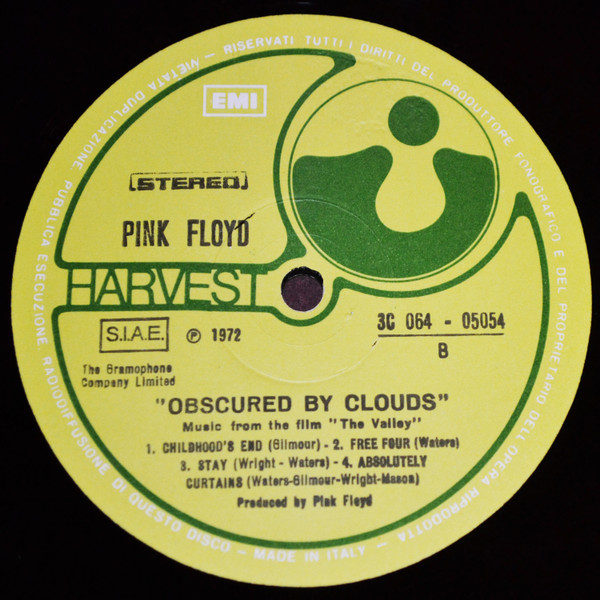 EMI
[STEREO]
PINK FLOYD
HARVEST
S.I.A.E.
℗ 1972
3C 064 - 05054
B
The Gramophone
Company Limited
"OBSCURED BY CLOUDS"
Music from the film "The Valley"
1. CHILDHOOD'S END (Gilmour) - 2. FREE FOUR (Waters)
3. STAY (Wright - Waters) - 4. ABSOLUTELY
CURTAINS (Waters-Gilmour-Wright-Mason)
Produced by Pink Floyd
RISERVATI TUTTI I DIRITTI DEL PRODUTTORE FONOGRAFICO E DEL PROPRIETARIO DELL'OPERA RIPRODOTTA - MADE IN ITALY - VIETATA DUPLICAZIONE, PUBBLICA ESECUZIONE, RADIODIFFUSIONE DI QUESTO DISCO -